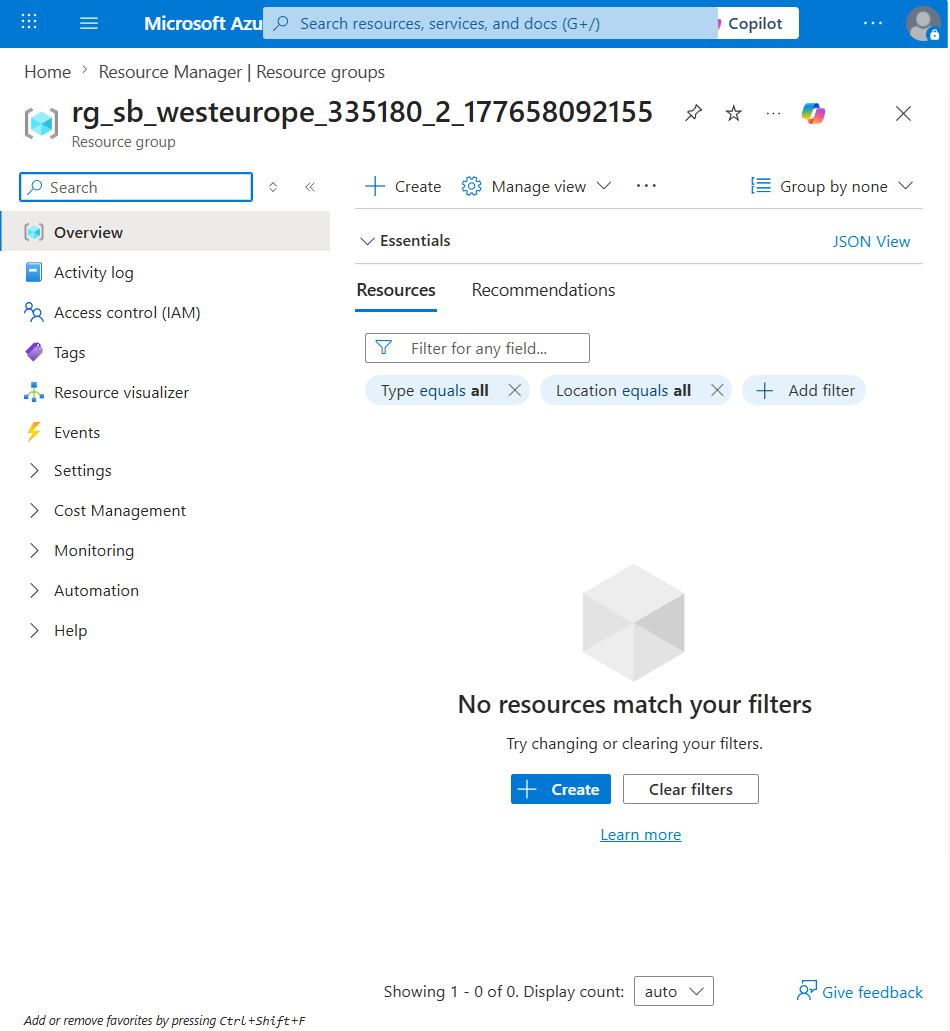 Microsoft Azu
Search resources, services, and docs (G+/)
Copilot
Home > Resource Manager | Resource groups
rg_sb_westeurope_335180_2_177658092155
Resource group
Search
Overview
Activity log
Access control (IAM)
Tags
Resource visualizer
Events
Settings
Cost Management
Monitoring
Automation
Help
Create
Manage view
Group by none
Essentials
JSON View
Resources
Recommendations
Filter for any field...
Type equals all
Location equals all
Add filter
No resources match your filters
Try changing or clearing your filters.
Create
Clear filters
Learn more
Showing 1 - 0 of 0. Display count:
auto
Give feedback
Add or remove favorites by pressing Ctrl+Shift+F